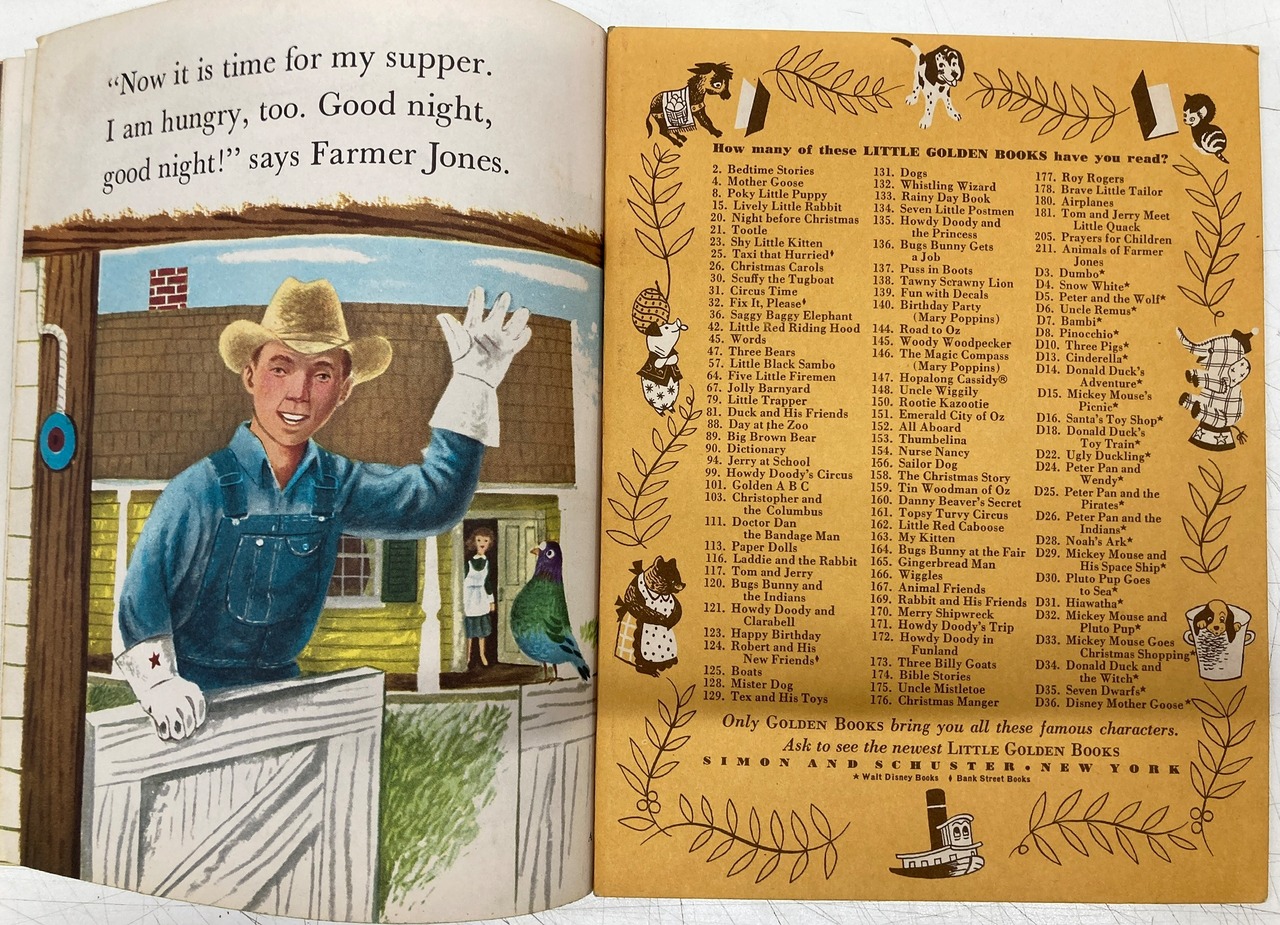 “Now it is time for my supper.
I am hungry, too. Good night,
good night!” says Farmer Jones.
How many of these LITTLE GOLDEN BOOKS have you read?
2. Bedtime Stories
4. Mother Goose
8. Poky Little Puppy
15. Lively Little Rabbit
20. Night before Christmas
21. Tootle
23. Shy Little Kitten
25. Taxi that Hurried♦
26. Christmas Carols
30. Scuffy the Tugboat
31. Circus Time
32. Fix It, Please♦
36. Saggy Baggy Elephant
42. Little Red Riding Hood
45. Words
47. Three Bears
57. Little Black Sambo
64. Five Little Firemen
67. Jolly Barnyard
79. Little Trapper
81. Duck and His Friends
88. Day at the Zoo
89. Big Brown Bear
90. Dictionary
94. Jerry at School
99. Howdy Doody's Circus
101. Golden A B C
103. Christopher and
the Columbus
111. Doctor Dan
the Bandage Man
113. Paper Dolls
116. Laddie and the Rabbit
117. Tom and Jerry
120. Bugs Bunny and
the Indians
121. Howdy Doody and
Clarabell
123. Happy Birthday
124. Robert and His
New Friends♦
125. Boats
128. Mister Dog
129. Tex and His Toys
131. Dogs
132. Whistling Wizard
133. Rainy Day Book
134. Seven Little Postmen
135. Howdy Doody and
the Princess
136. Bugs Bunny Gets
a Job
137. Puss in Boots
138. Tawny Scrawny Lion
139. Fun with Decals
140. Birthday Party
(Mary Poppins)
144. Road to Oz
145. Woody Woodpecker
146. The Magic Compass
(Mary Poppins)
147. Hopalong Cassidy®
148. Uncle Wiggily
150. Rootie Kazootie
151. Emerald City of Oz
152. All Aboard
153. Thumbelina
154. Nurse Nancy
156. Sailor Dog
158. The Christmas Story
159. Tin Woodman of Oz
160. Danny Beaver's Secret
161. Topsy Turvy Circus
162. Little Red Caboose
163. My Kitten
164. Bugs Bunny at the Fair
165. Gingerbread Man
166. Wiggles
167. Animal Friends
169. Rabbit and His Friends
170. Merry Shipwreck
171. Howdy Doody's Trip
172. Howdy Doody in
Funland
173. Three Billy Goats
174. Bible Stories
175. Uncle Mistletoe
176. Christmas Manger
177. Roy Rogers
178. Brave Little Tailor
180. Airplanes
181. Tom and Jerry Meet
Little Quack
205. Prayers for Children
211. Animals of Farmer
Jones
D3. Dumbo★
D4. Snow White★
D5. Peter and the Wolf★
D6. Uncle Remus★
D7. Bambi★
D8. Pinocchio★
D10. Three Pigs★
D13. Cinderella★
D14. Donald Duck's
Adventure★
D15. Mickey Mouse's
Picnic★
D16. Santa's Toy Shop★
D18. Donald Duck's
Toy Train★
D22. Ugly Duckling★
D24. Peter Pan and
Wendy★
D25. Peter Pan and the
Pirates★
D26. Peter Pan and the
Indians★
D28. Noah's Ark★
D29. Mickey Mouse and
His Space Ship★
D30. Pluto Pup Goes
to Sea★
D31. Hiawatha★
D32. Mickey Mouse and
Pluto Pup★
D33. Mickey Mouse Goes
Christmas Shopping★
D34. Donald Duck and
the Witch★
D35. Seven Dwarfs★
D36. Disney Mother Goose★
Only GOLDEN BOOKS bring you all these famous characters.
Ask to see the newest LITTLE GOLDEN BOOKS
SIMON AND SCHUSTER • NEW YORK
★ Walt Disney Books ♦ Bank Street Books